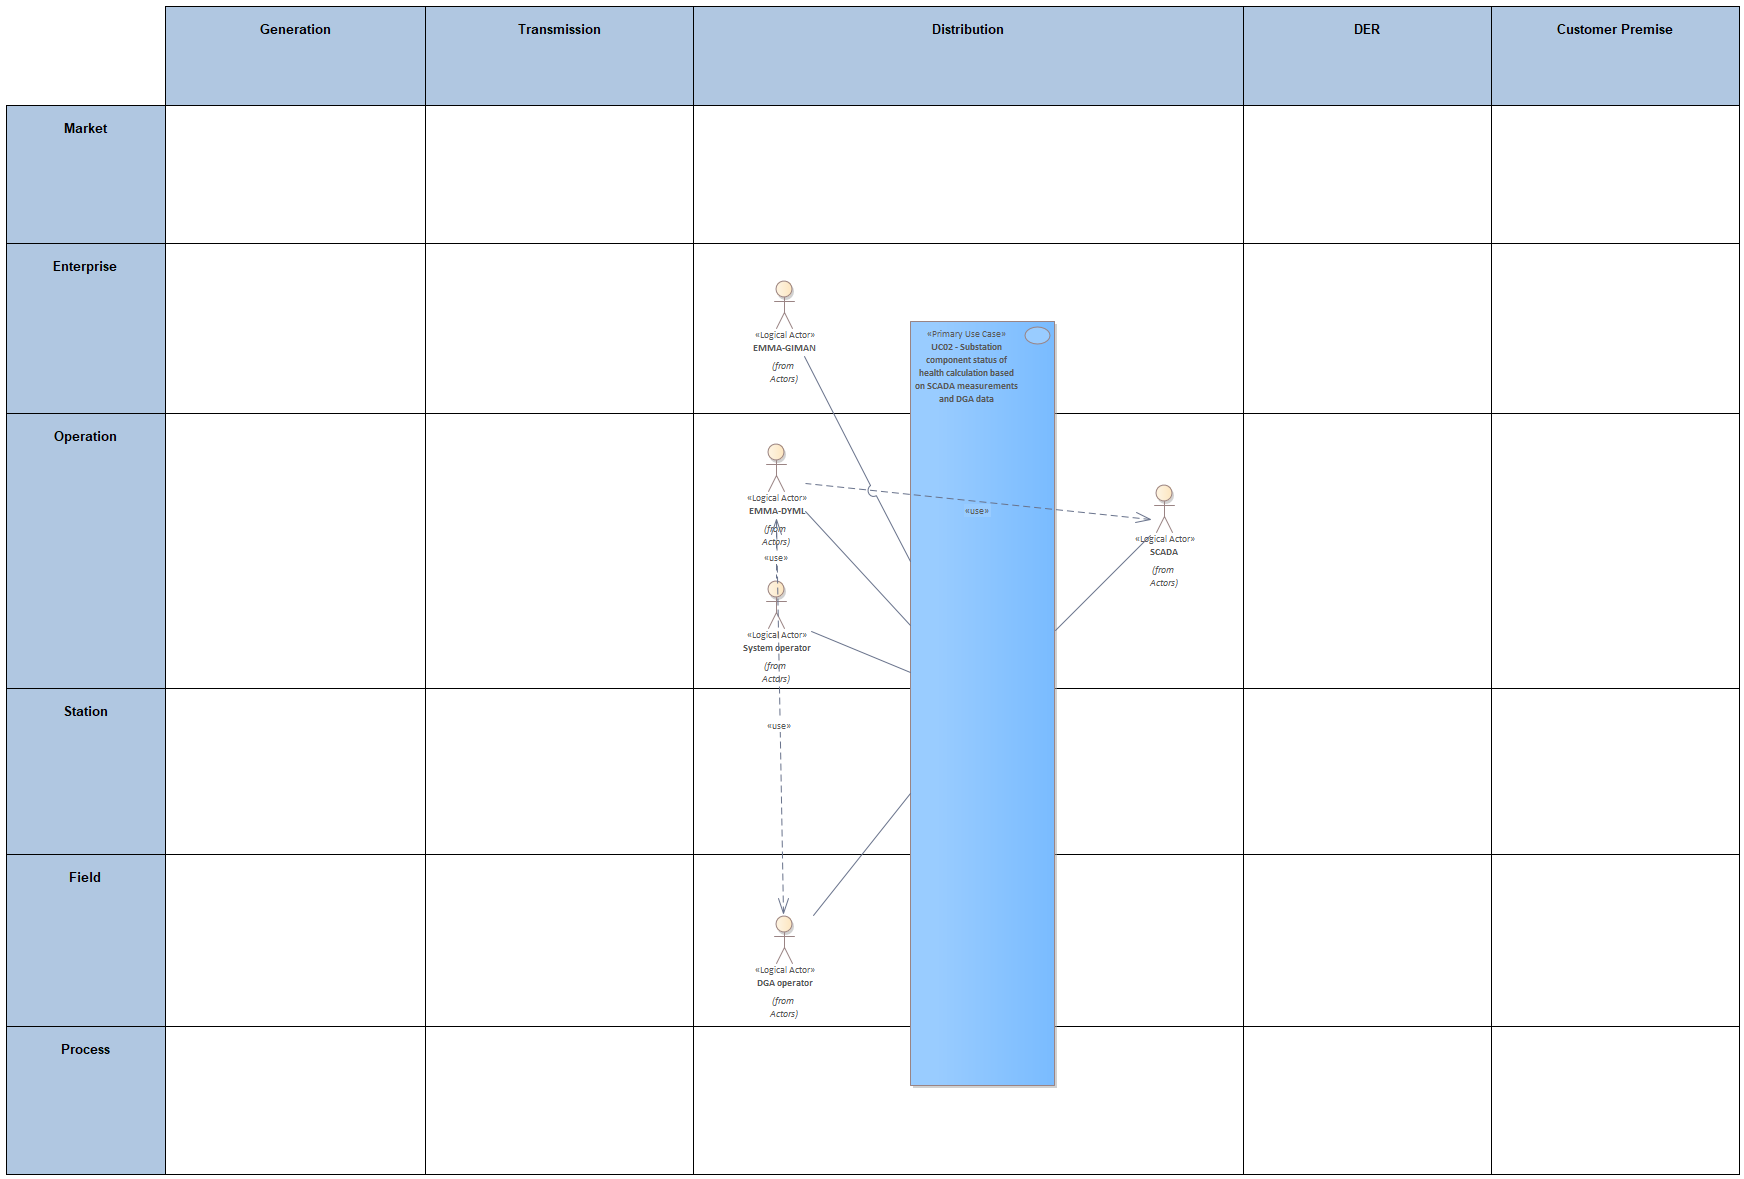 Generation
Transmission
Distribution
DER
Customer Premise
Market
Enterprise
«Logical Actor»
EMMA-GIMAN
(from
Actors)
«Primary Use Case»
UC02 - Substation
component status of
health calculation based
on SCADA measurements
and DGA data
Operation
«Logical Actor»
EMMA-DYML
(from
Actors)
«use»
«use»
«Logical Actor»
SCADA
(from
Actors)
«Logical Actor»
System operator
(from
Actors)
Station
«use»
Field
«Logical Actor»
DGA operator
(from
Actors)
Process